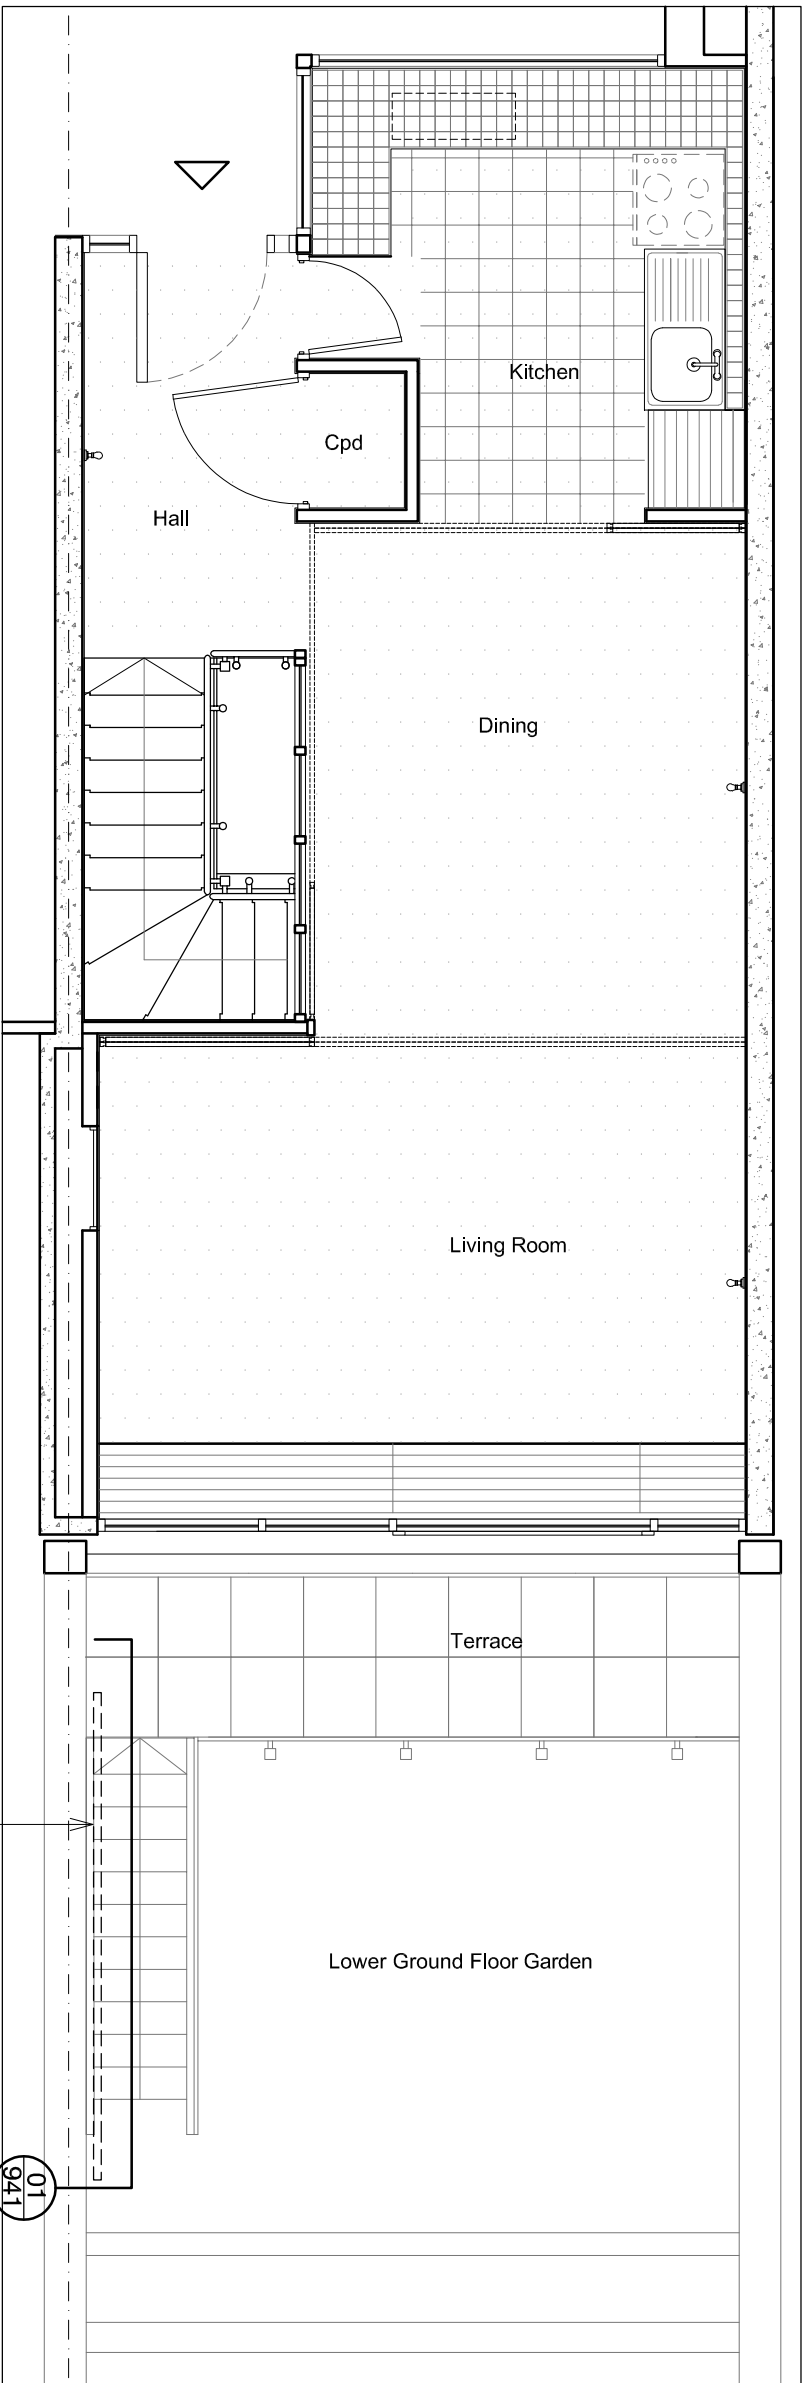 Kitchen
Cpd
Hall
Dining
Living Room
Terrace
Lower Ground Floor Garden
01
941